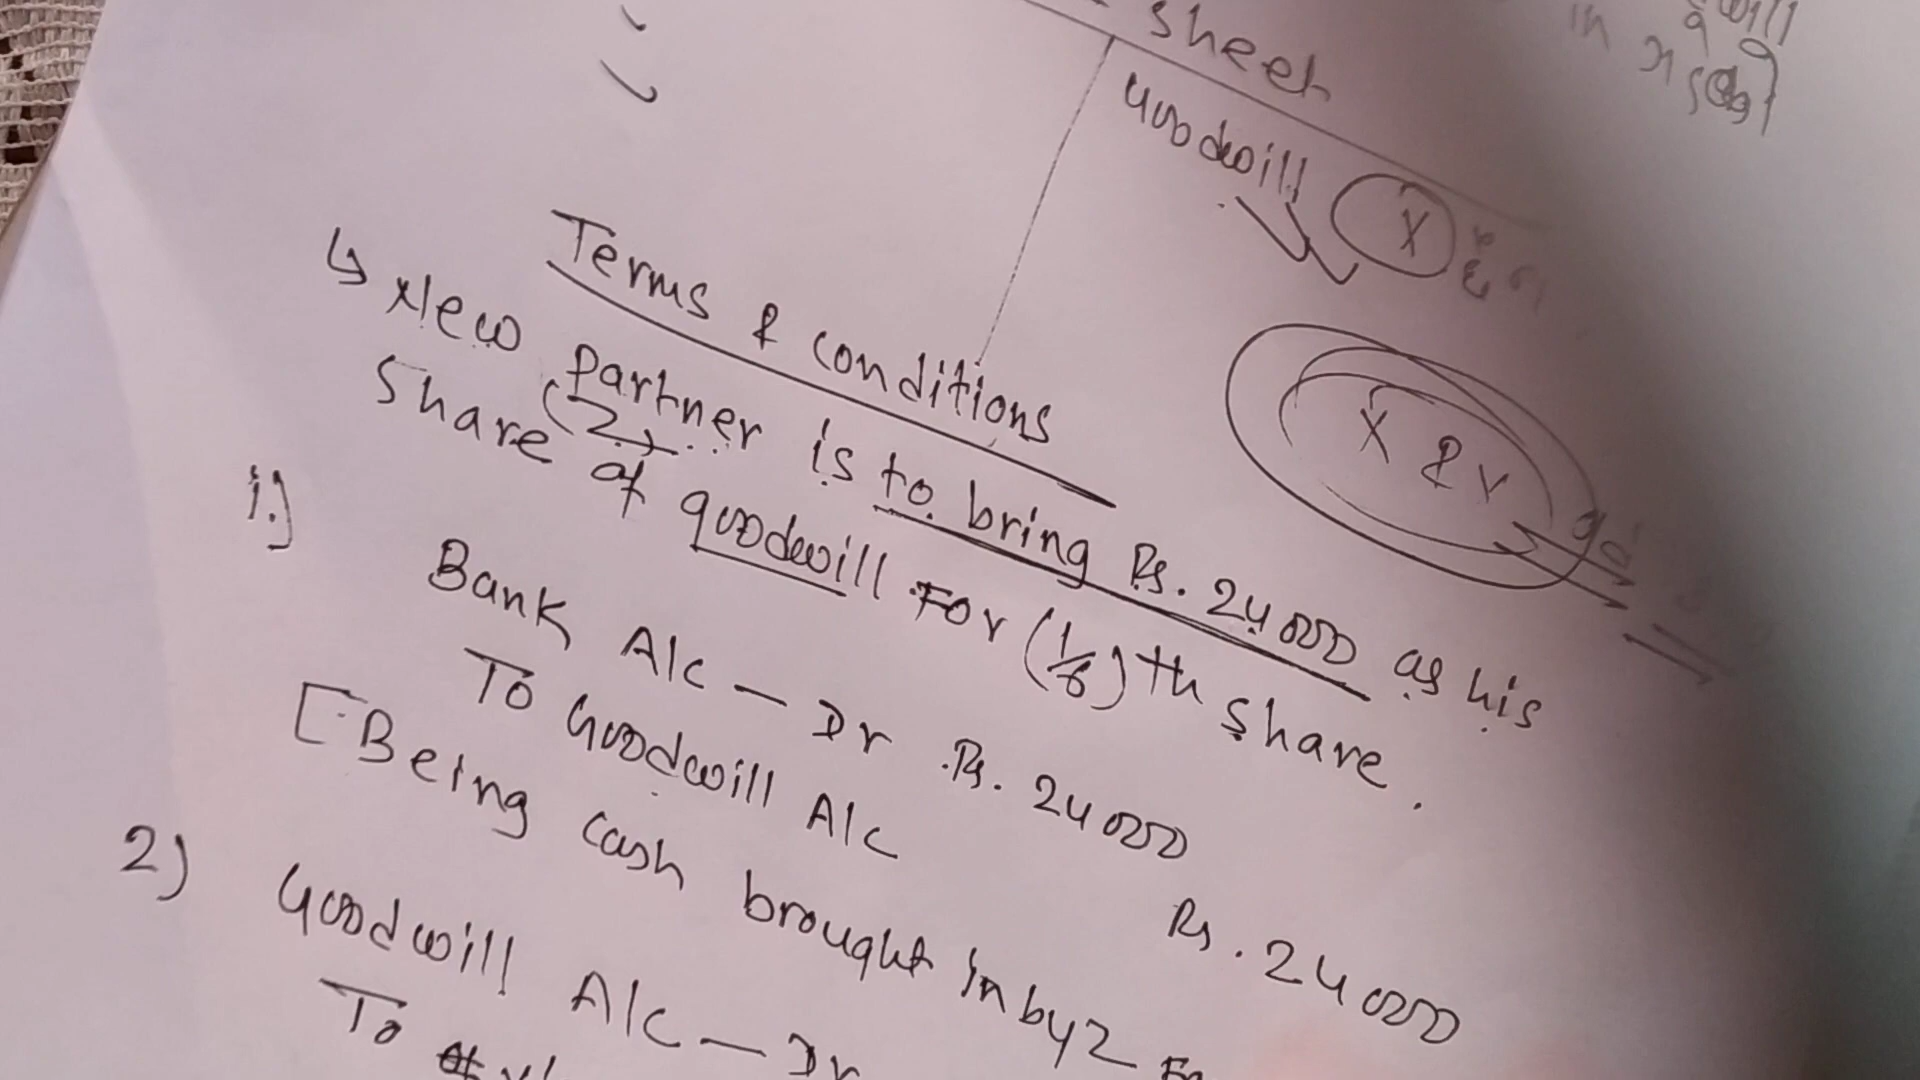 sheet
Goodwill X
X & Y
Terms & conditions
↳ New partner is to bring Rs. 24000 as his
(Z)
share of goodwill For (1/6)th share.
1.) Bank A/c — Dr Rs. 24000
To Goodwill A/c Rs. 24000
[Being cash brought in by Z
2) Goodwill A/c — Dr
To